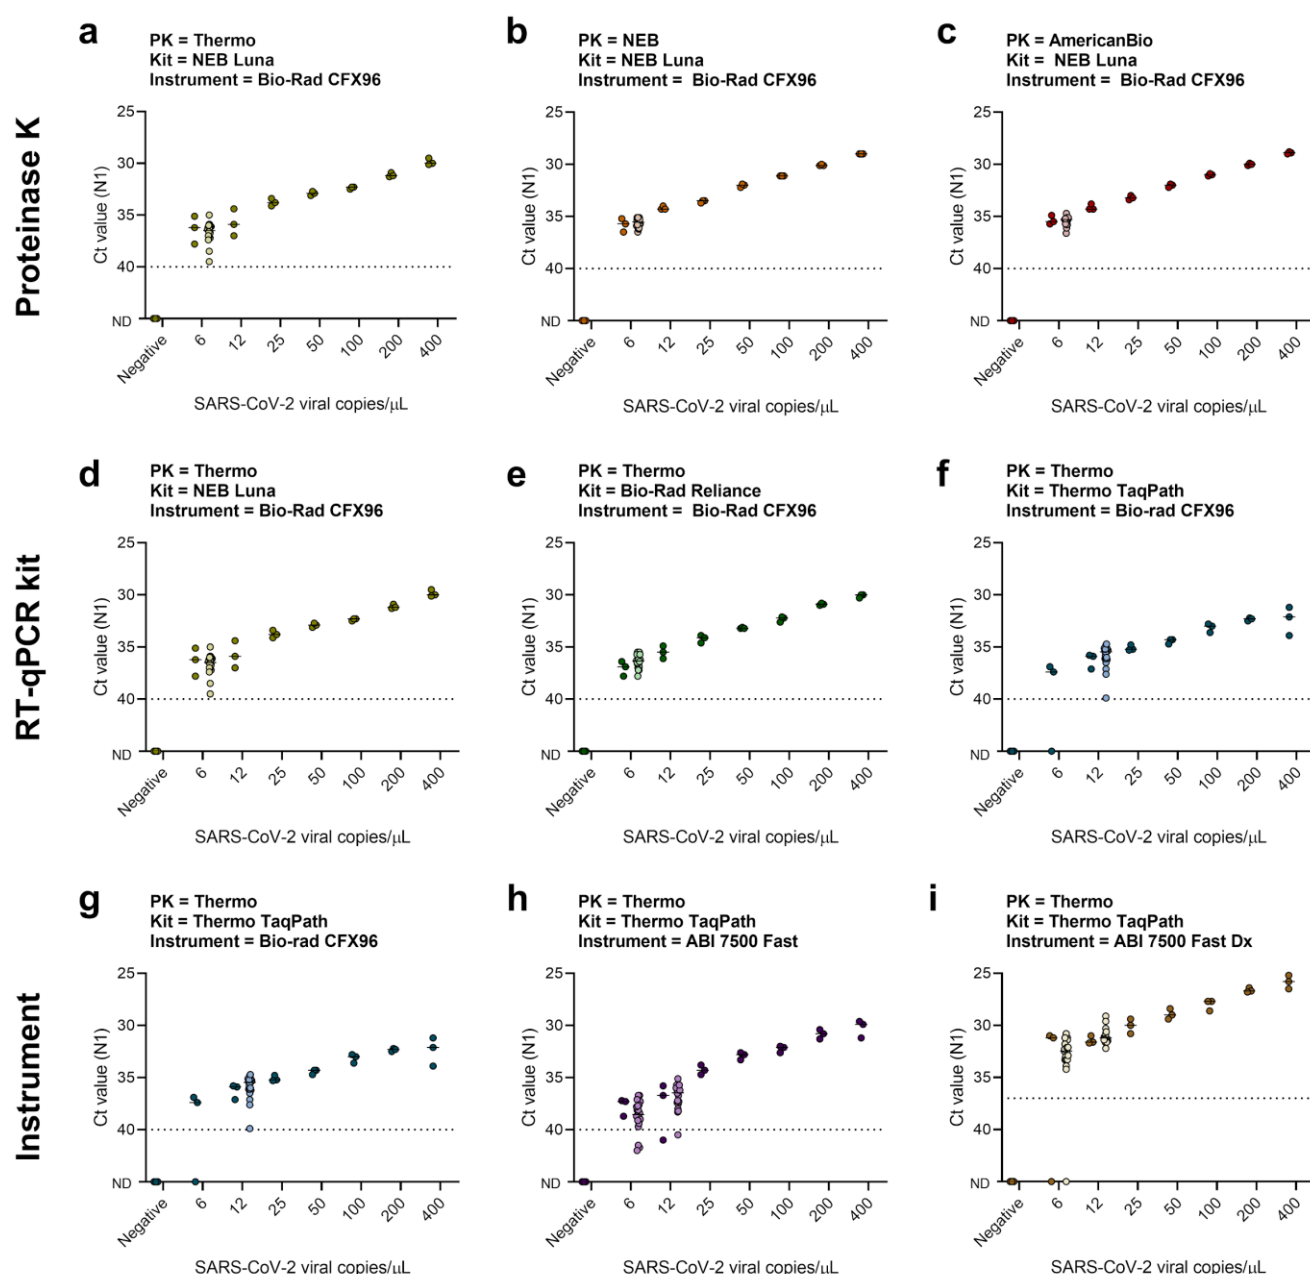 Proteinase K
a
PK = Thermo
Kit = NEB Luna
Instrument = Bio-Rad CFX96
Ct value (N1)
25
30
35
40
ND
Negative
6
12
25
50
100
200
400
SARS-CoV-2 viral copies/μL
b
PK = NEB
Kit = NEB Luna
Instrument = Bio-Rad CFX96
Ct value (N1)
25
30
35
40
ND
Negative
6
12
25
50
100
200
400
SARS-CoV-2 viral copies/μL
c
PK = AmericanBio
Kit = NEB Luna
Instrument = Bio-Rad CFX96
Ct value (N1)
25
30
35
40
ND
Negative
6
12
25
50
100
200
400
SARS-CoV-2 viral copies/μL
RT-qPCR kit
d
PK = Thermo
Kit = NEB Luna
Instrument = Bio-Rad CFX96
Ct value (N1)
25
30
35
40
ND
Negative
6
12
25
50
100
200
400
SARS-CoV-2 viral copies/μL
e
PK = Thermo
Kit = Bio-Rad Reliance
Instrument = Bio-Rad CFX96
Ct value (N1)
25
30
35
40
ND
Negative
6
12
25
50
100
200
400
SARS-CoV-2 viral copies/μL
f
PK = Thermo
Kit = Thermo TaqPath
Instrument = Bio-rad CFX96
Ct value (N1)
25
30
35
40
ND
Negative
6
12
25
50
100
200
400
SARS-CoV-2 viral copies/μL
Instrument
g
PK = Thermo
Kit = Thermo TaqPath
Instrument = Bio-rad CFX96
Ct value (N1)
25
30
35
40
ND
Negative
6
12
25
50
100
200
400
SARS-CoV-2 viral copies/μL
h
PK = Thermo
Kit = Thermo TaqPath
Instrument = ABI 7500 Fast
Ct value (N1)
25
30
35
40
ND
Negative
6
12
25
50
100
200
400
SARS-CoV-2 viral copies/μL
i
PK = Thermo
Kit = Thermo TaqPath
Instrument = ABI 7500 Fast Dx
Ct value (N1)
25
30
35
40
ND
Negative
6
12
25
50
100
200
400
SARS-CoV-2 viral copies/μL